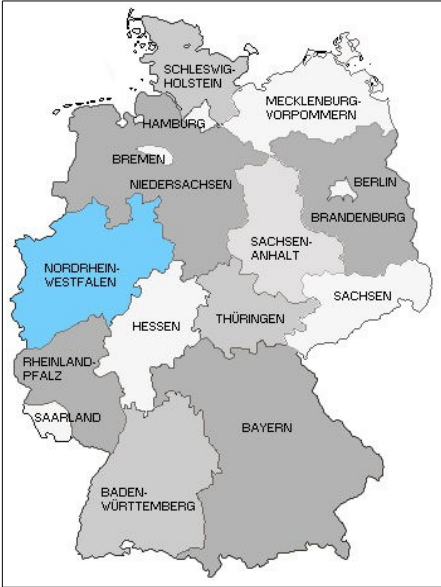 SCHLESWIG-
HOLSTEIN
MECKLENBURG-
VORPOMMERN
HAMBURG
BREMEN
NIEDERSACHSEN
BERLIN
BRANDENBURG
SACHSEN-
ANHALT
NORDRHEIN-
WESTFALEN
SACHSEN
THÜRINGEN
HESSEN
RHEINLAND-
PFALZ
SAARLAND
BAYERN
BADEN-
WÜRTTEMBERG